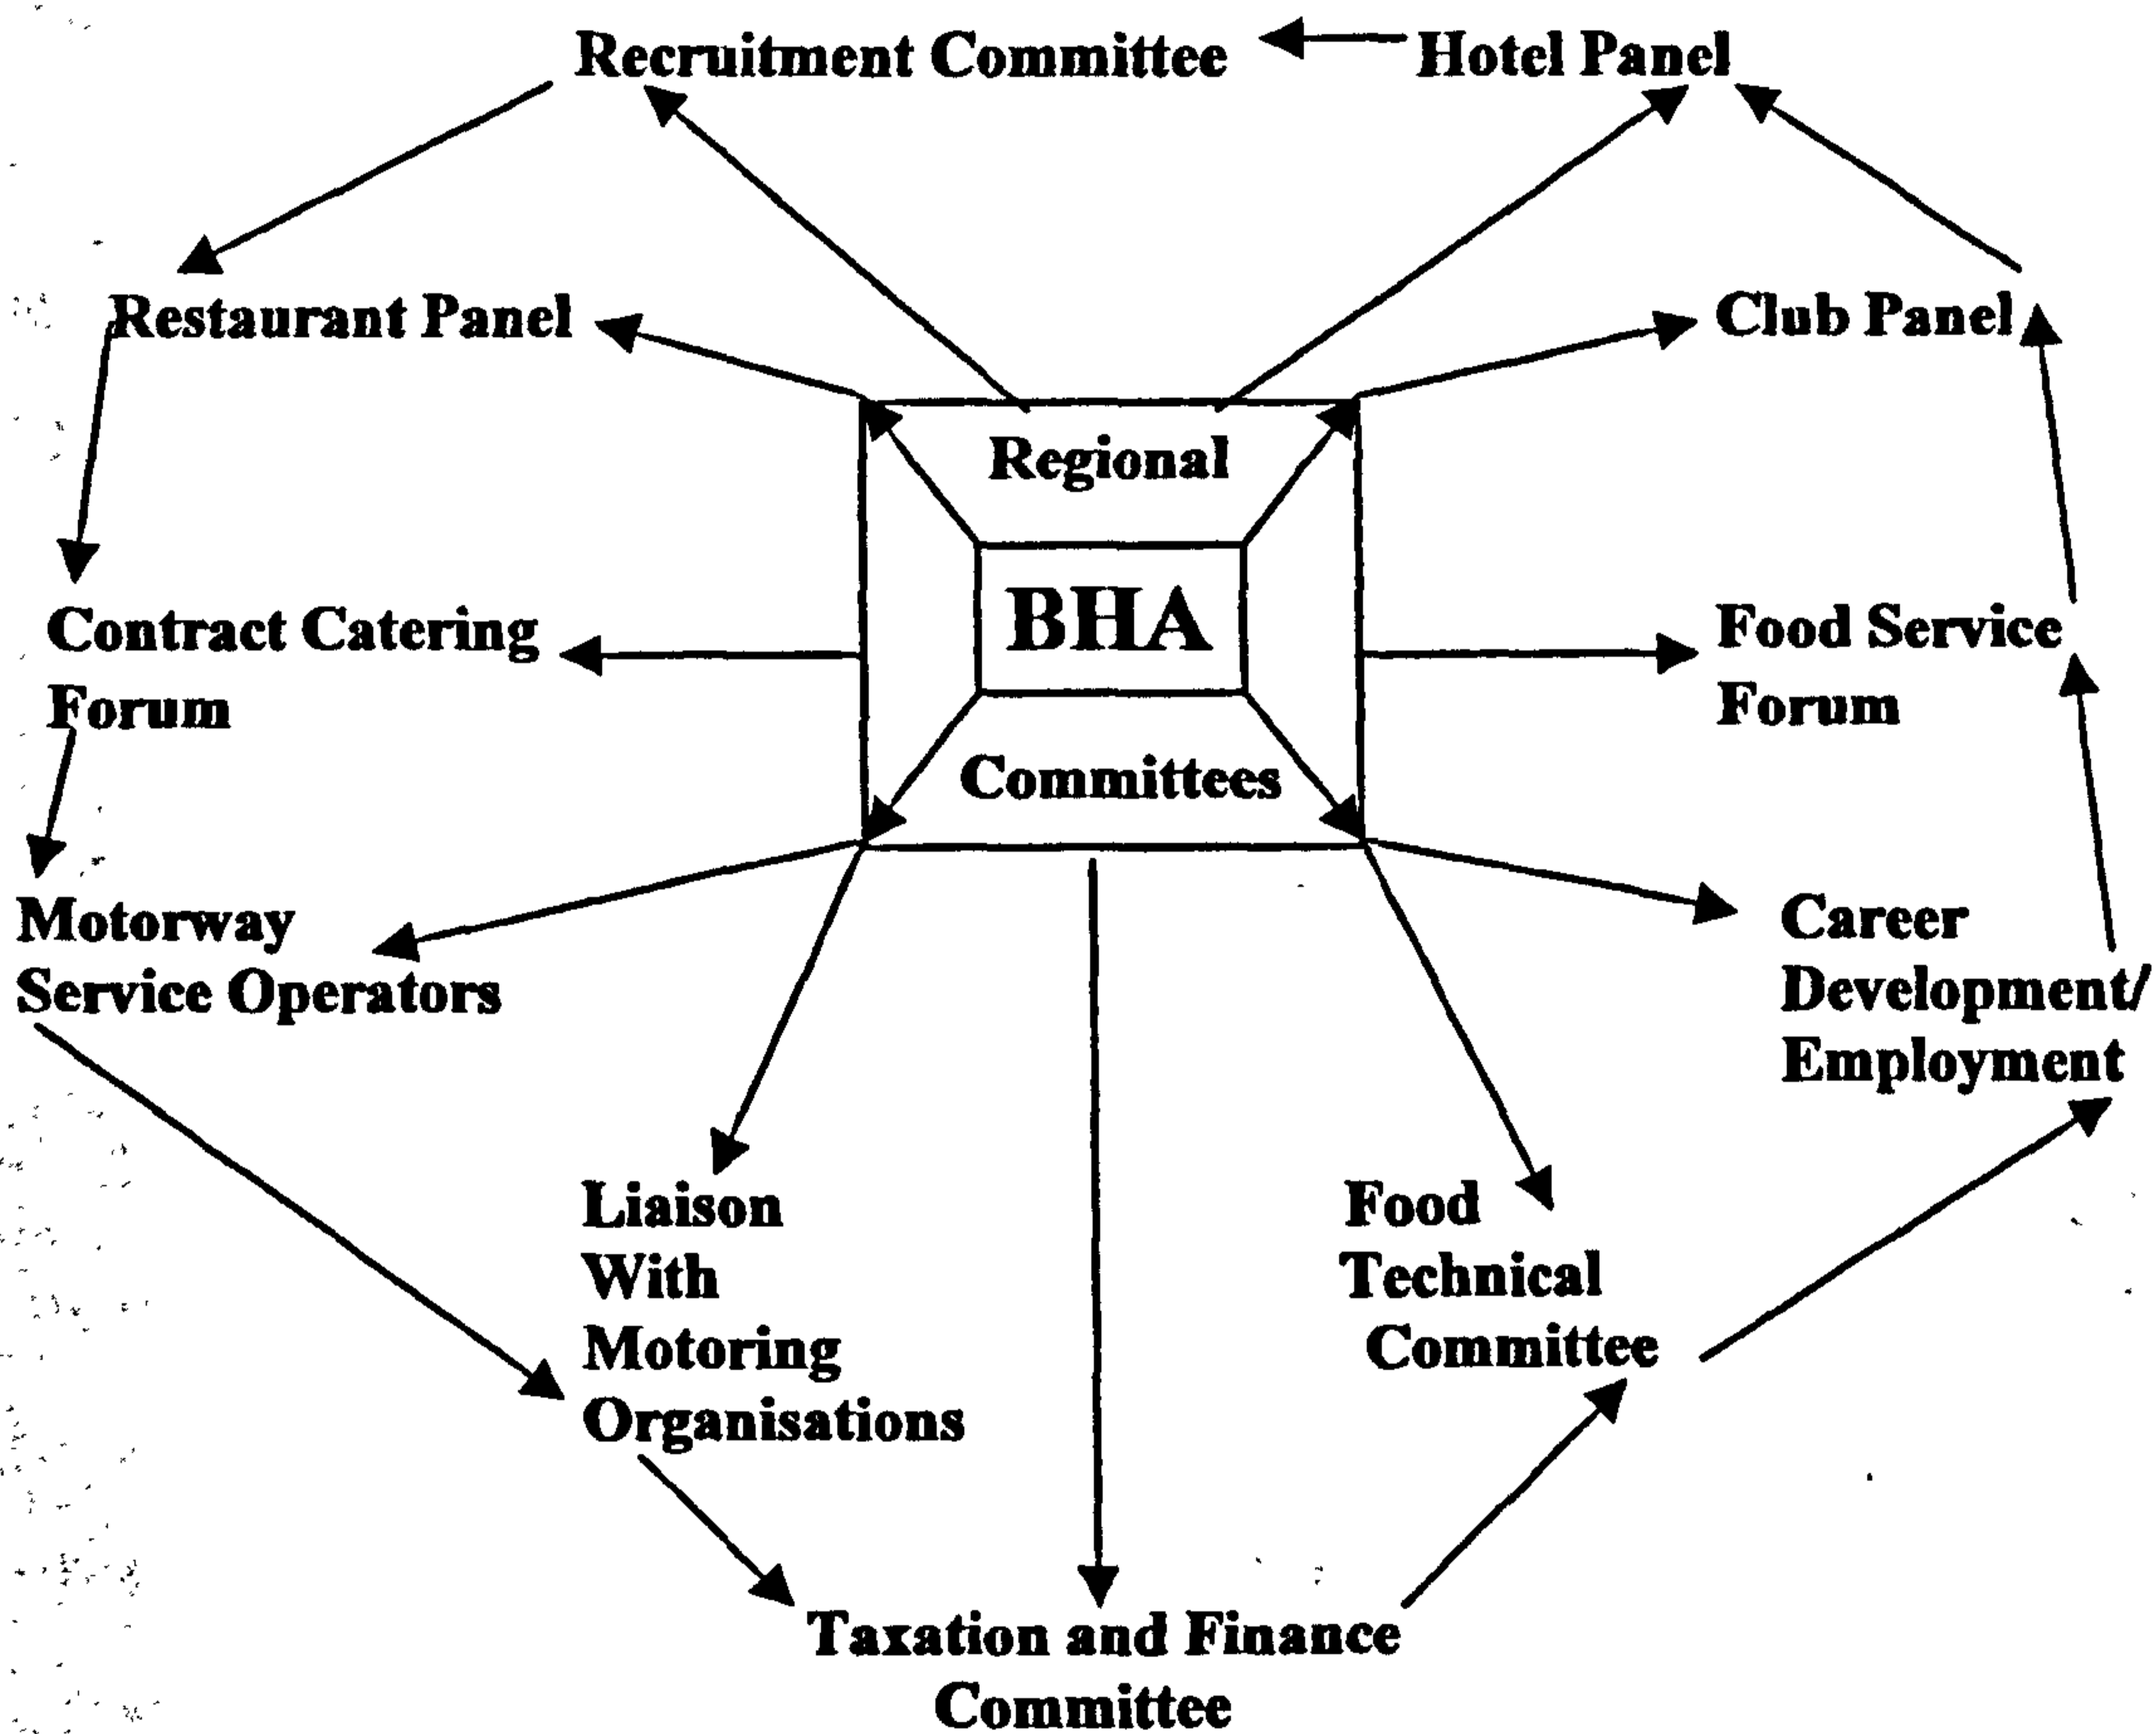 Recruitment Committee
Hotel Panel
Restaurant Panel
Club Panel
Regional
BHA
Committees
Contract Catering
Forum
Food Service
Forum
Motorway
Service Operators
Career
Development/
Employment
Liaison
With
Motoring
Organisations
Food
Technical
Committee
Taxation and Finance
Committee